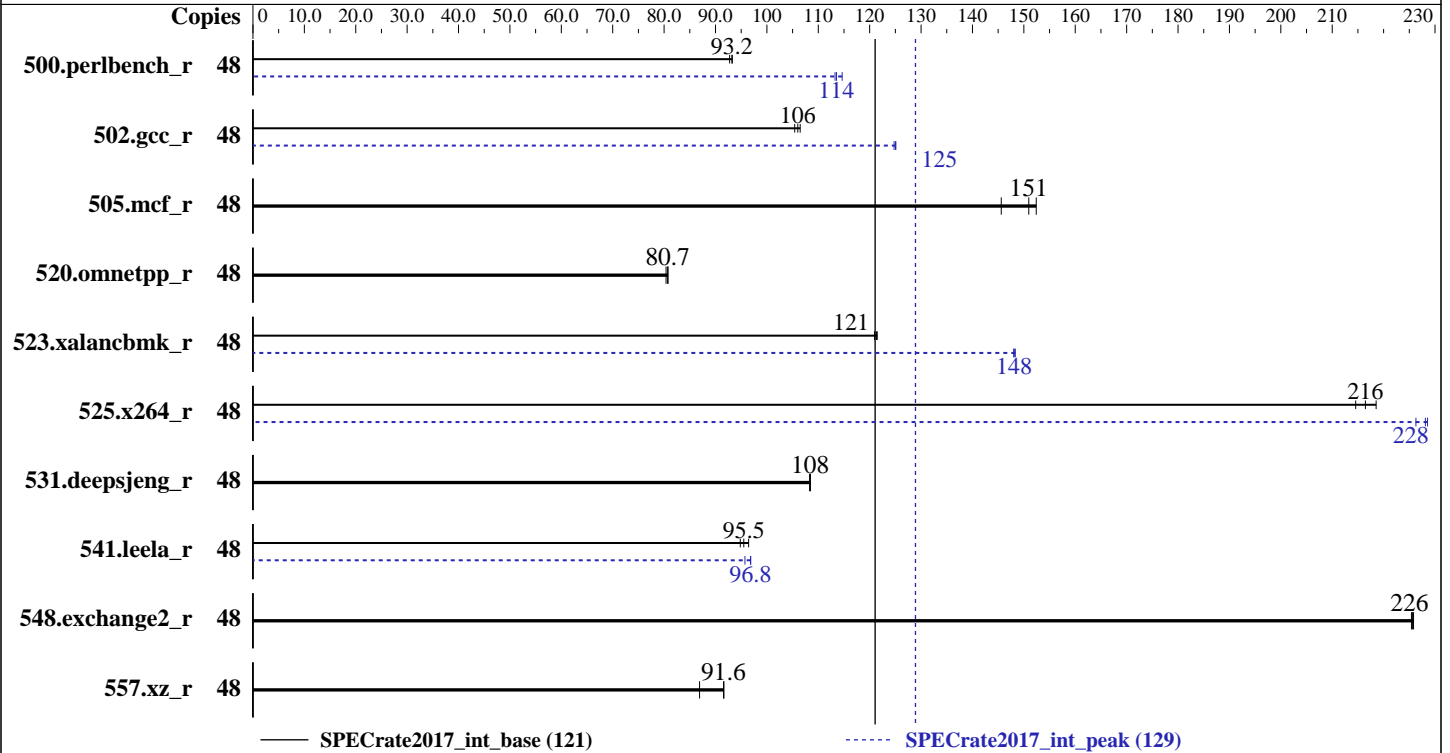 Copies 0 10.0 20.0 30.0 40.0 50.0 60.0 70.0 80.0 90.0 100 110 120 130 140 150 160 170 180 190 200 210 230
93.2
500.perlbench_r 48
114
106
502.gcc_r 48
125
151
505.mcf_r 48
80.7
520.omnetpp_r 48
121
523.xalancbmk_r 48
148
216
525.x264_r 48
228
108
531.deepsjeng_r 48
95.5
541.leela_r 48
96.8
226
548.exchange2_r 48
91.6
557.xz_r 48
SPECrate2017_int_base (121) SPECrate2017_int_peak (129)